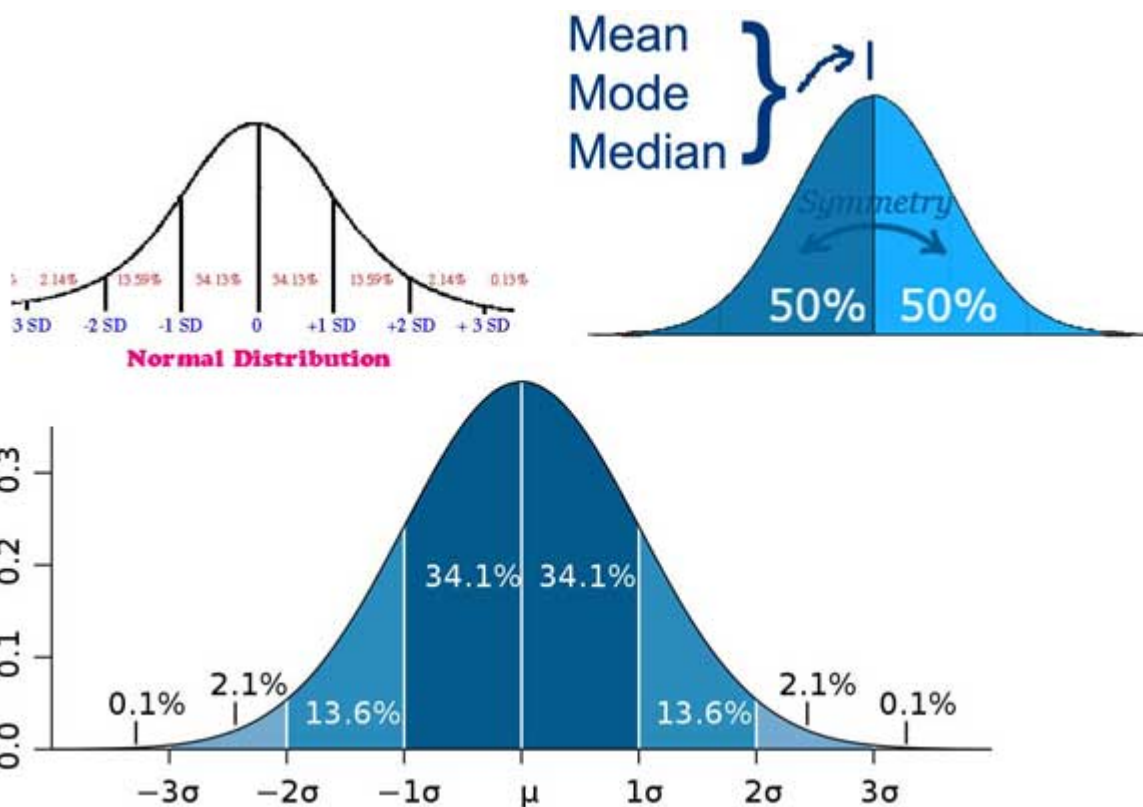 % 2.14% 13.59% 34.13% 34.13% 13.59% 2.14% 0.13%
3 SD -2 SD -1 SD 0 +1 SD +2 SD + 3 SD
Normal Distribution
Mean
Mode
Median
Symmetry
50% 50%
0.3
0.2
0.1
0.0
34.1% 34.1%
0.1% 2.1% 13.6% 13.6% 2.1% 0.1%
−3σ −2σ −1σ μ 1σ 2σ 3σ